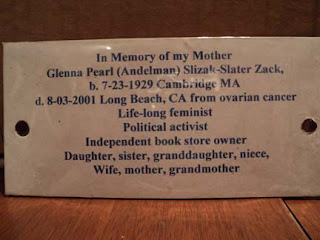 In Memory of my Mother
Glenna Pearl (Andelman) Slizak-Slater Zack,
b. 7-23-1929 Cambridge MA
d. 8-03-2001 Long Beach, CA from ovarian cancer
Life-long feminist
Political activist
Independent book store owner
Daughter, sister, granddaughter, niece,
Wife, mother, grandmother